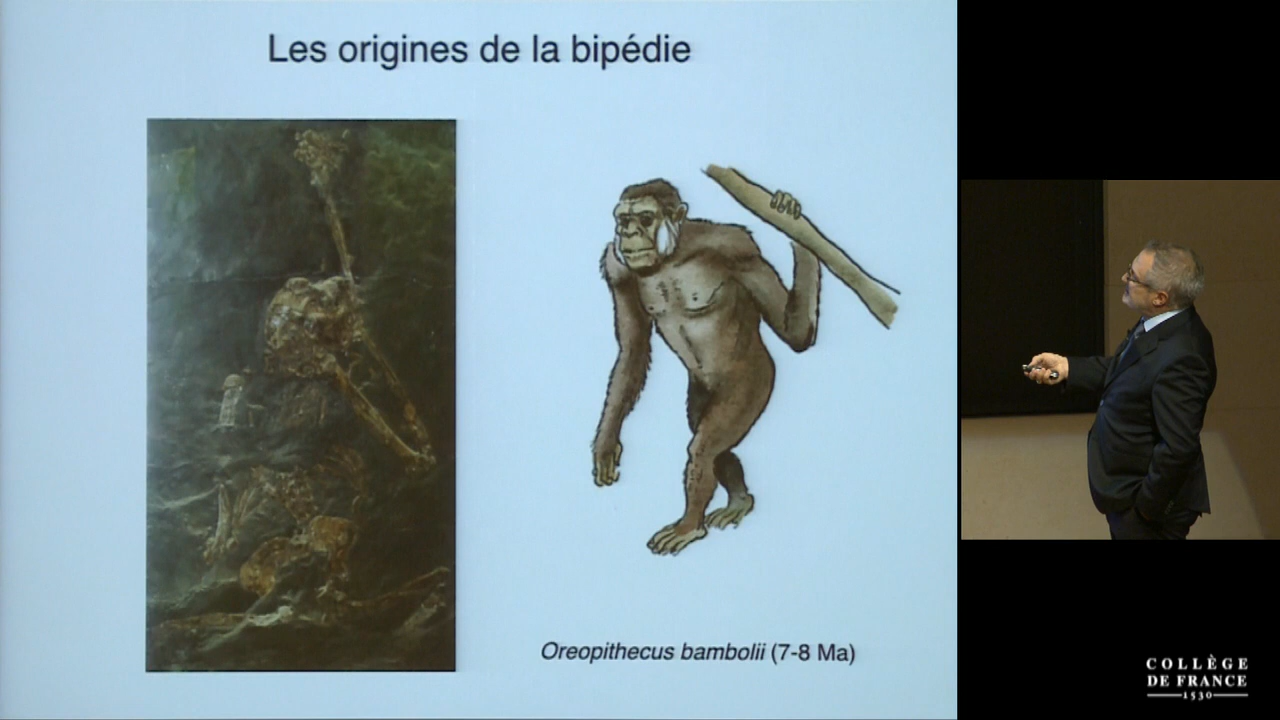 Les origines de la bipédie
Oreopithecus bambolii (7-8 Ma)
COLLÈGE
DE FRANCE
1530